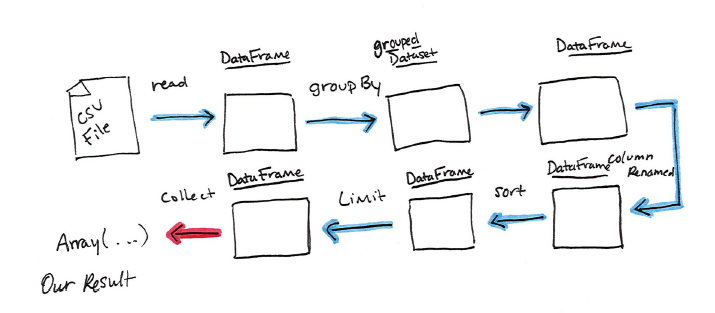 DataFrame
grouped
Dataset
DataFrame
read
groupBy
CSV
File
DataFrame
DataFrame
DataFrame
column
Renamed
Collect
Limit
sort
Array(...)
Our Result